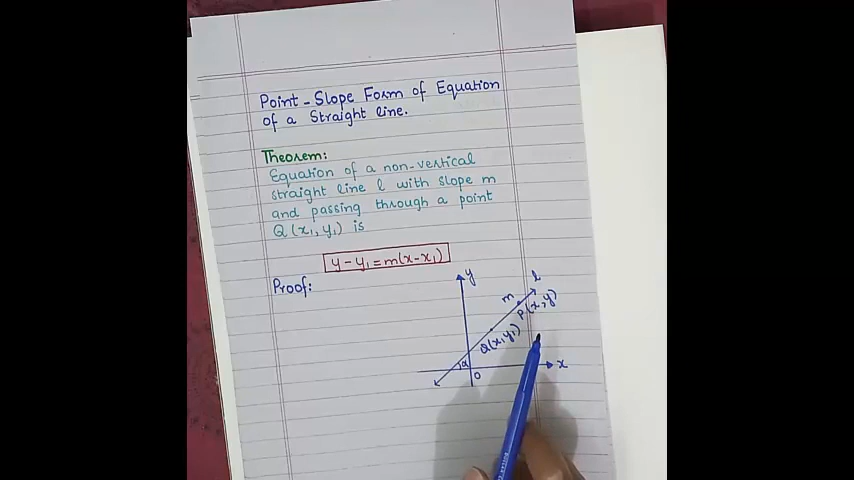 Point-Slope Form of Equation
of a Straight line.
Theorem:
Equation of a non-vertical
straight line l with slope m
and passing through a point
Q(x₁, y₁) is
y-y₁=m(x-x₁)
Proof:
y
l
m
P(x,y)
Q(x₁,y₁)
α
O
x